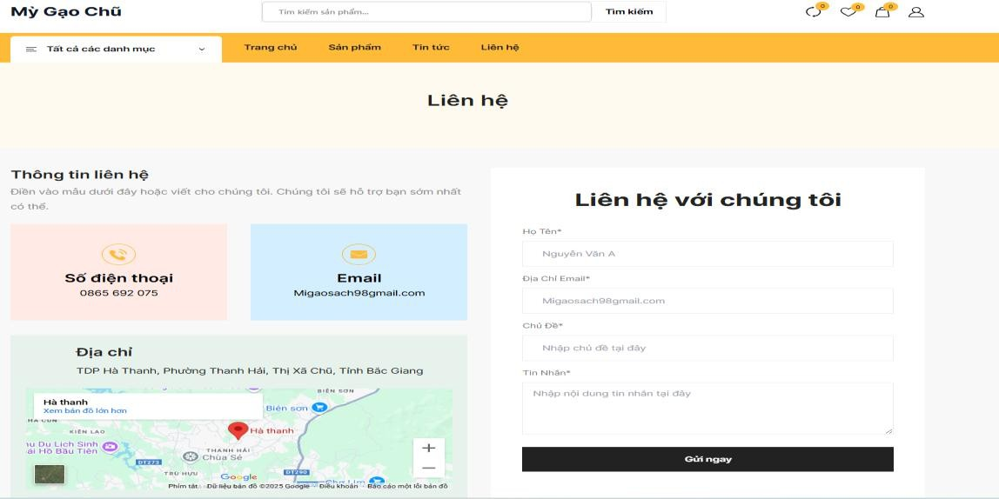 Mỳ Gạo Chũ
Tìm kiếm sản phẩm...
Tìm kiếm
0
0
0
Tất cả các danh mục
Trang chủ
Sản phẩm
Tin tức
Liên hệ
Liên hệ
Thông tin liên hệ
Điền vào mẫu dưới đây hoặc viết cho chúng tôi. Chúng tôi sẽ hỗ trợ bạn sớm nhất
có thể.
Số điện thoại
0865 692 075
Email
Migaosach98gmail.com
Địa chỉ
TDP Hà Thanh, Phường Thanh Hải, Thị Xã Chũ, Tỉnh Bắc Giang
Hà thanh
Xem bản đồ lớn hơn
BIÊN SƠN
Biên sơn
HÀ CUN
KIÊN LAO
Hà thanh
THANH HẢI
Chùa Sé
hu Du Lịch Sinh
ái Hồ Bầu Tiên
DT273
TRÙ HỰU
DT290
Chợ Lim
Google
Phím tắt
Dữ liệu bản đồ ©2025 Google
Điều khoản
Báo cáo một lỗi bản đồ
Liên hệ với chúng tôi
Họ Tên*
Nguyễn Văn A
Địa Chỉ Email*
Migaosach98gmail.com
Chủ Đề*
Nhập chủ đề tại đây
Tin Nhắn*
Nhập nội dung tin nhắn tại đây
Gửi ngay